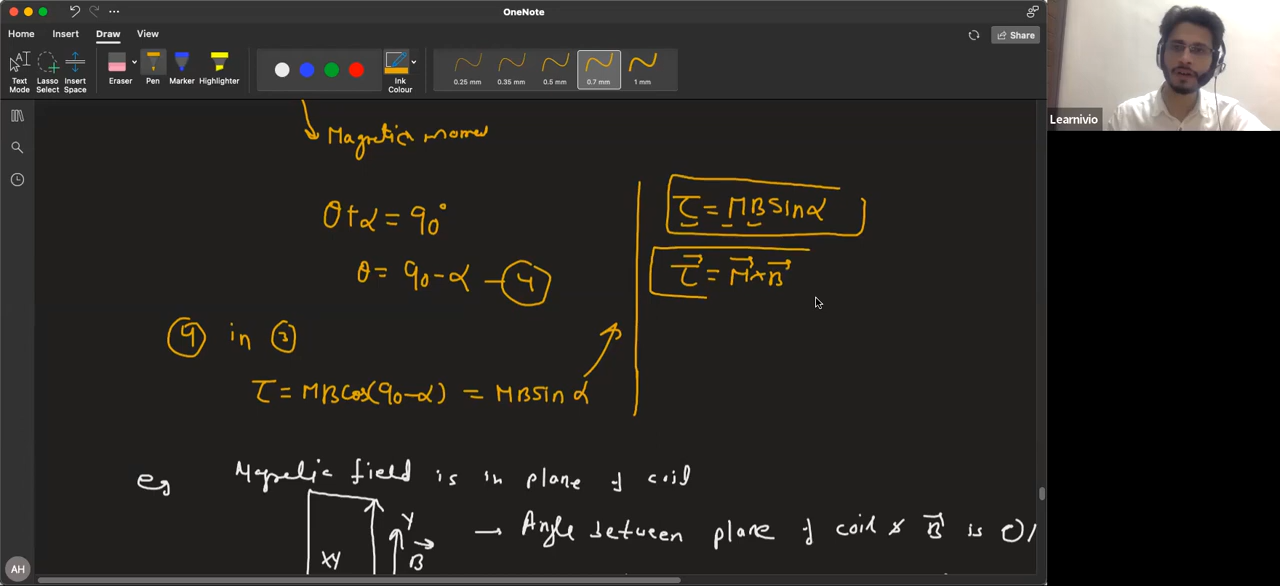 OneNote
Home Insert Draw View
Share
Text Mode
Lasso Select
Insert Space
Eraser
Pen
Marker
Highlighter
Ink Colour
0.25 mm
0.35 mm
0.5 mm
0.7 mm
1 mm
Learnivio
Magnetic moment
θ+α = 90°
θ = 90-α — 4
4 in 3
τ = MBcos(90-α) = MBsin α
τ = MBsinα
τ⃗ = M⃗×B⃗
eg Magnetic field is in plane of coil
XY
Y
B⃗
→ Angle between plane of coil & B⃗ is 0
AH